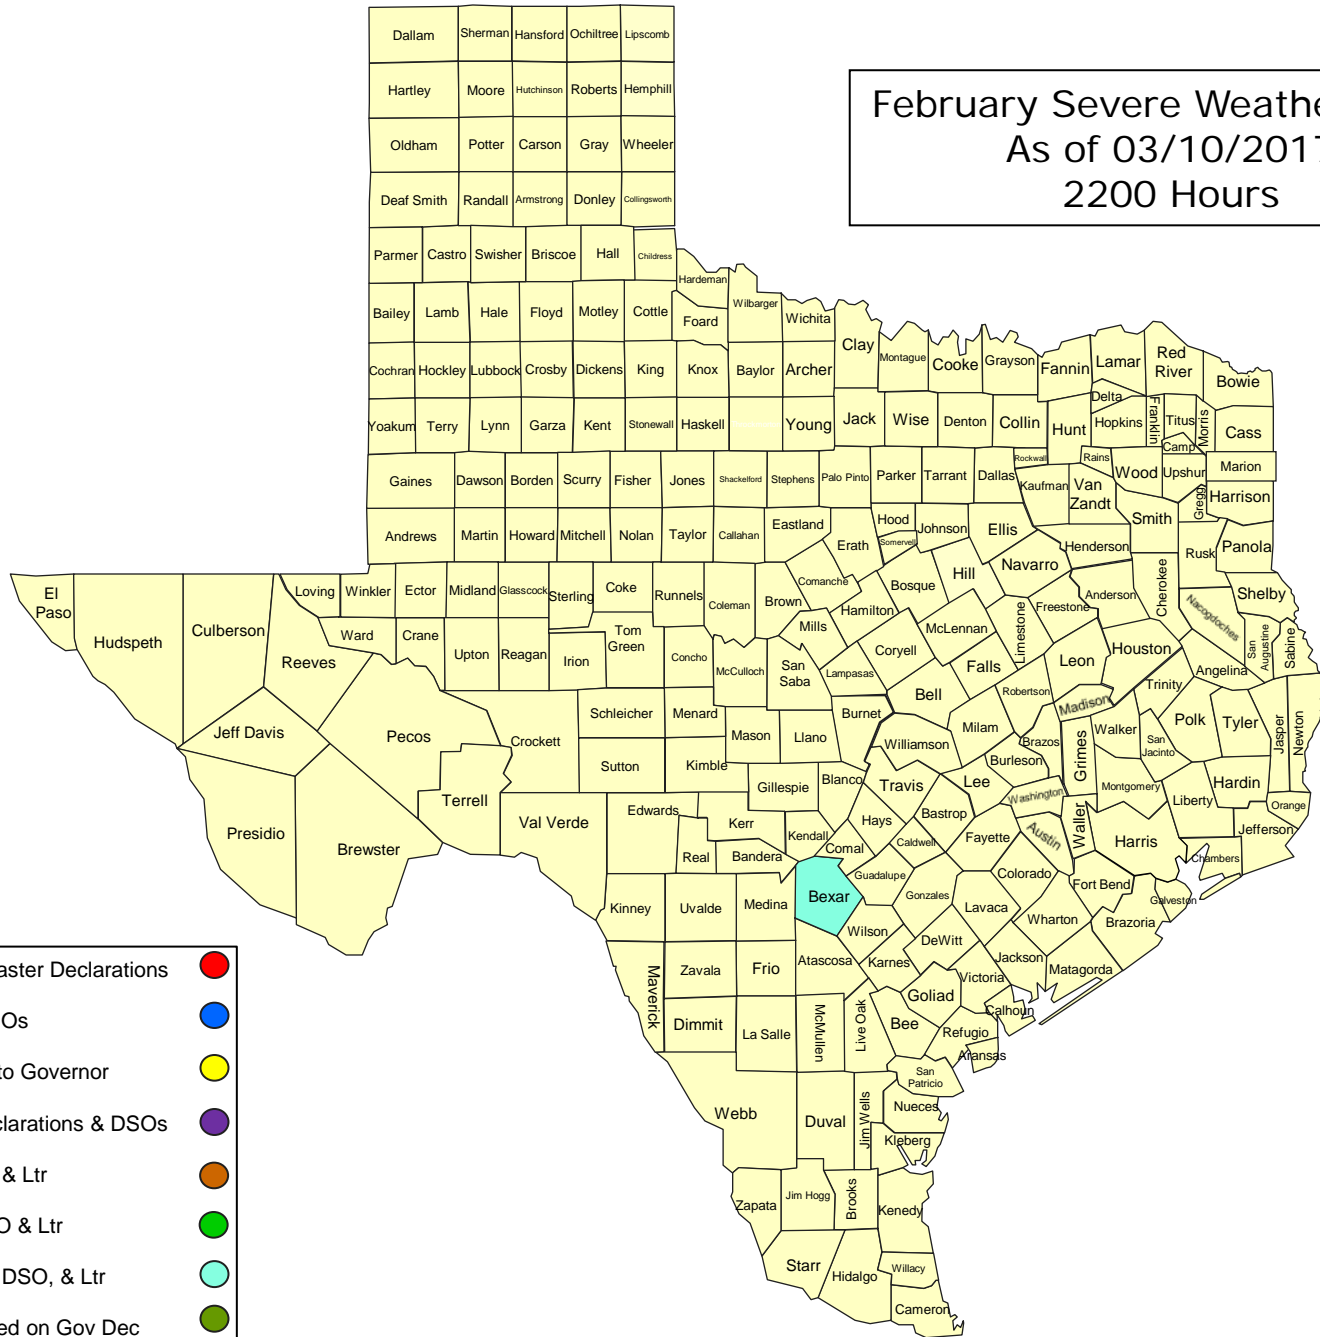 Dallam Sherman Hansford Ochiltree Lipscomb
February Severe Weathe
As of 03/10/2017
2200 Hours
Hartley Moore Hutchinson Roberts Hemphill
Oldham Potter Carson Gray Wheeler
Deaf Smith Randall Armstrong Donley Collingsworth
Parmer Castro Swisher Briscoe Hall Childress
Hardeman
Bailey Lamb Hale Floyd Motley Cottle Foard Wilbarger Wichita
Clay Montague Cooke Grayson Fannin Lamar
Red
River
Bowie
Cochran Hockley Lubbock Crosby Dickens King Knox Baylor Archer
Delta
Yoakum Terry Lynn Garza Kent Stonewall Haskell Young Jack Wise Denton Collin Hunt Hopkins Franklin Titus Morris Cass
Camp
Gaines Dawson Borden Scurry Fisher Jones Shackelford Stephens Palo Pinto Parker Tarrant Dallas Rockwall Rains Wood Upshur Marion
Kaufman
Van
Zandt
Gregg Harrison
Andrews Martin Howard Mitchell Nolan Taylor Callahan Eastland Erath Hood Somervell Johnson Ellis Henderson Smith Rusk Panola
El
Paso
Hudspeth Culberson Loving Winkler Ector Midland Glasscock Sterling Coke Runnels Coleman Brown Comanche Hamilton Bosque Hill Navarro Freestone Anderson Cherokee Nacogdoches Shelby
Reeves Ward Crane Upton Reagan Irion
Tom
Green
Concho McCulloch
San
Saba
Mills Lampasas Coryell McLennan Limestone Falls Leon Houston Angelina
San
Augustine
Sabine
Jeff Davis Pecos Crockett Schleicher Menard Mason Llano Burnet Bell Milam Robertson Madison Trinity
Walker
San
Jacinto
Polk Tyler Jasper Newton
Sutton Kimble Gillespie Blanco Williamson Travis Lee Burleson Brazos Grimes Montgomery Liberty Hardin Orange
Presidio Brewster Terrell Val Verde Edwards Kerr Real Bandera Kendall Comal Hays Caldwell Bastrop Fayette Washington Austin Waller Harris Chambers Jefferson
Kinney Uvalde Medina Bexar Guadalupe Gonzales Lavaca Colorado Wharton Fort Bend Brazoria Galveston
Maverick Zavala Frio Atascosa Wilson Karnes DeWitt Victoria Jackson Matagorda
Dimmit La Salle McMullen Live Oak Bee Goliad Refugio Calhoun Aransas
San
Patricio
Webb Duval Jim Wells Nueces
Kleberg
Zapata Jim Hogg Brooks Kenedy
Starr Hidalgo Willacy
Cameron
aster Declarations
Os
to Governor
clarations & DSOs
& Ltr
O & Ltr
DSO, & Ltr
ed on Gov Dec